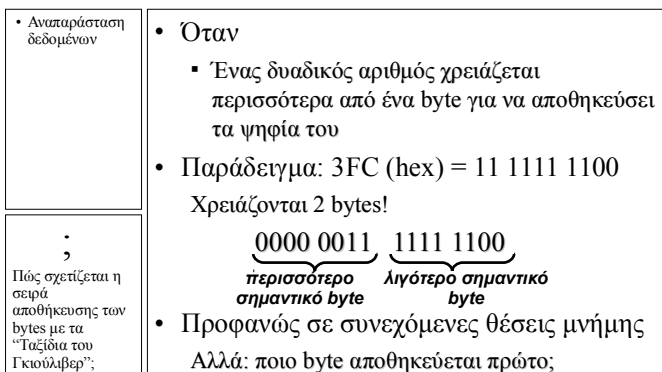 • Αναπαράσταση
δεδομένων
;
Πώς σχετίζεται η
σειρά
αποθήκευσης των
bytes με τα
“Ταξίδια του
Γκιούλιβερ”;
• Όταν
▪ Ένας δυαδικός αριθμός χρειάζεται
περισσότερα από ένα byte για να αποθηκεύσει
τα ψηφία του
• Παράδειγμα: 3FC (hex) = 11 1111 1100
Χρειάζονται 2 bytes!
0000 0011 1111 1100
περισσότερο λιγότερο σημαντικό
σημαντικό byte byte
• Προφανώς σε συνεχόμενες θέσεις μνήμης
Αλλά: ποιο byte αποθηκεύεται πρώτο;